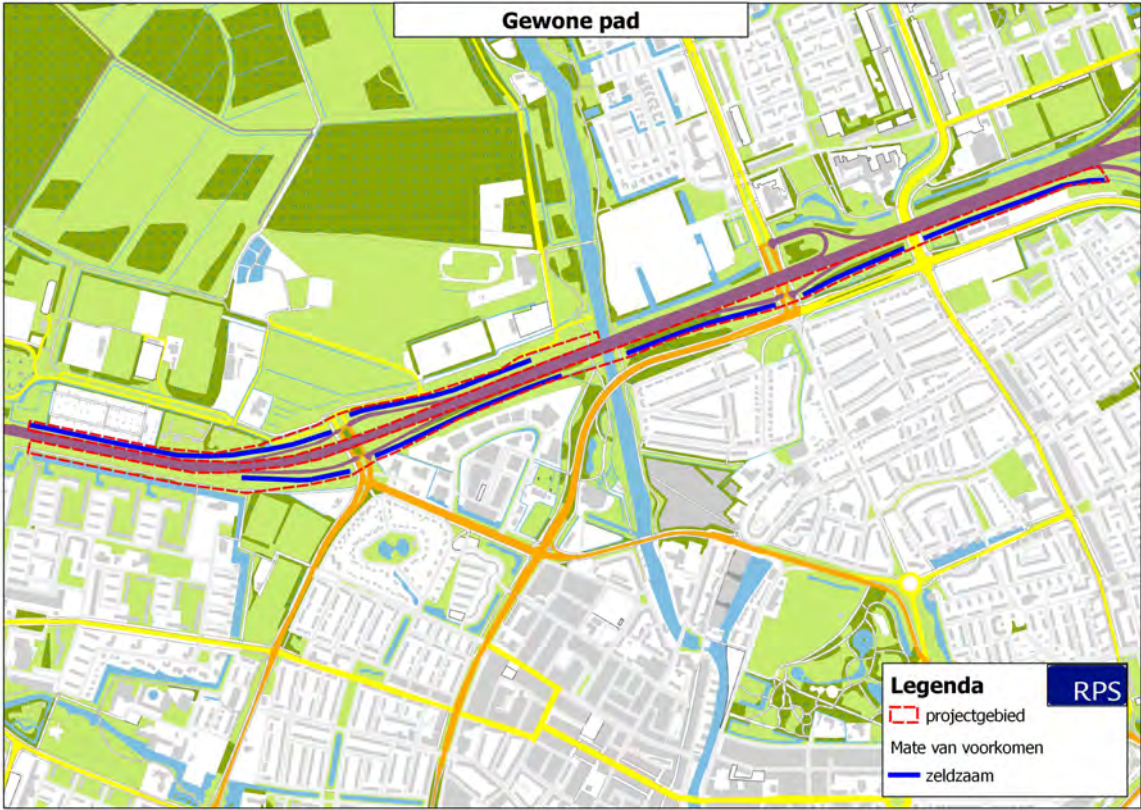 Gewone pad
Legenda
RPS
projectgebied
Mate van voorkomen
zeldzaam